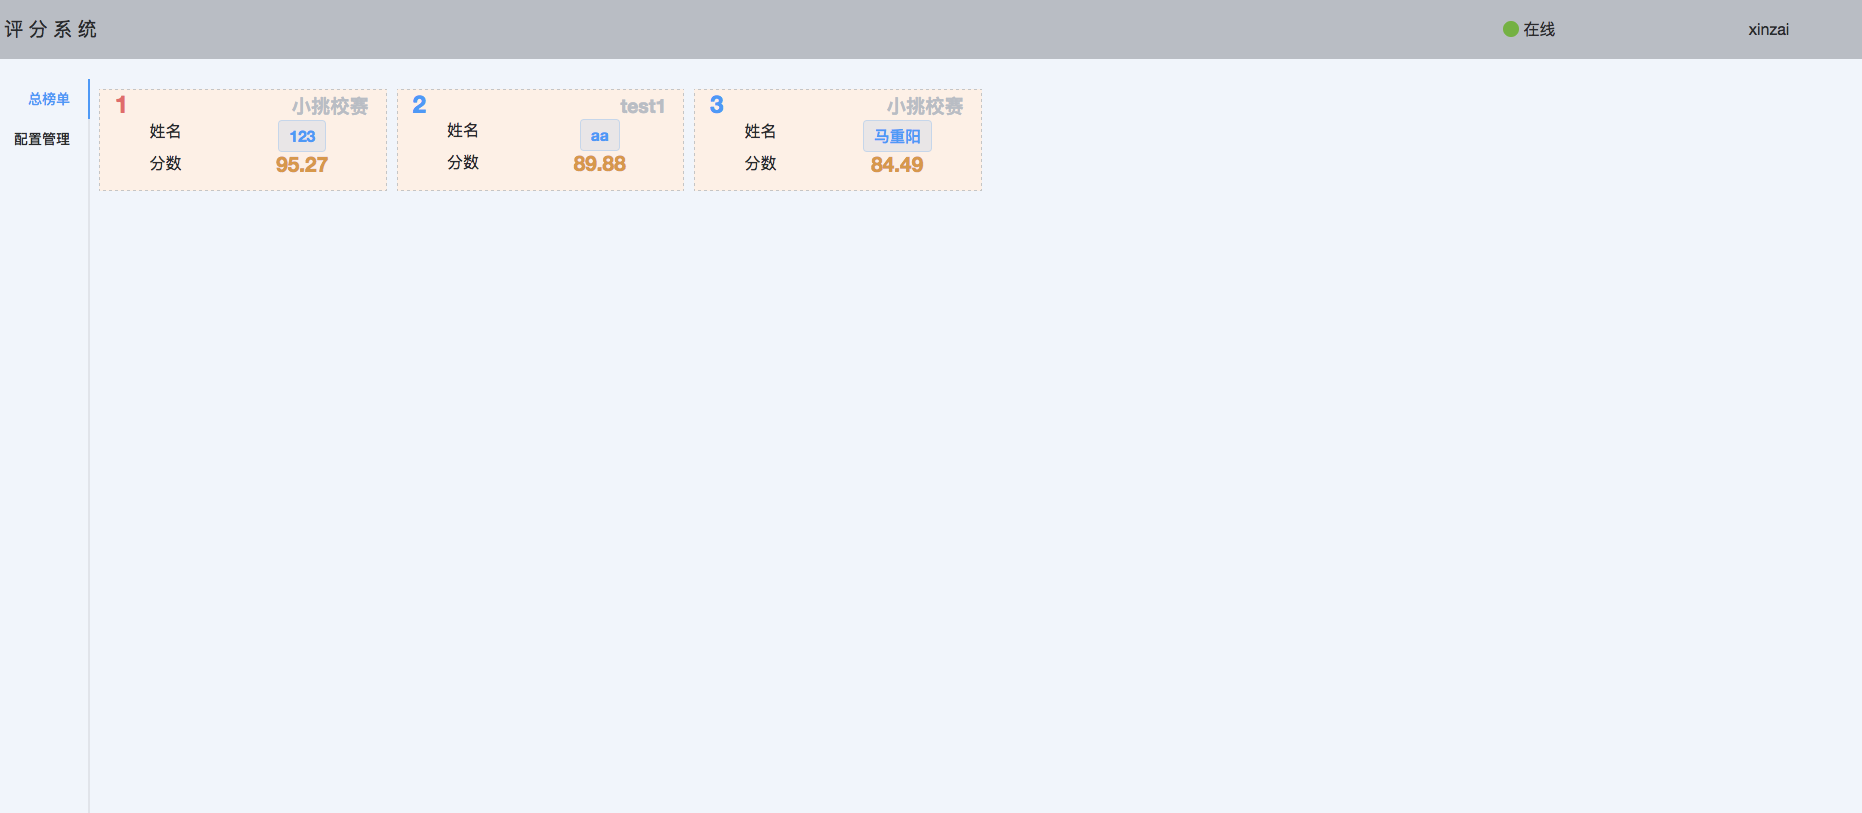 评分系统
在线
xinzai
总榜单
配置管理
1 小挑校赛
姓名 123
分数 95.27
2 test1
姓名 aa
分数 89.88
3 小挑校赛
姓名 马重阳
分数 84.49